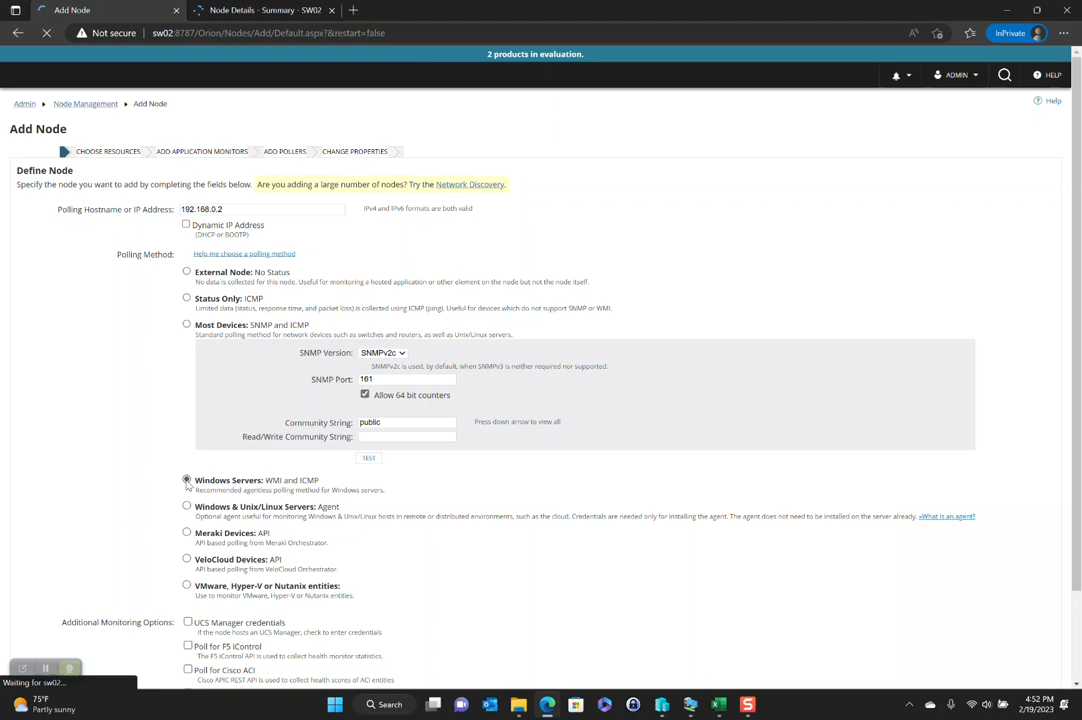 Add Node
Node Details - Summary - SW02
Not secure
sw02:8787/Orion/Nodes/Add/Default.aspx?&restart=false
InPrivate
2 products in evaluation.
ADMIN
HELP
Admin
Node Management
Add Node
Help
Add Node
CHOOSE RESOURCES
ADD APPLICATION MONITORS
ADD POLLERS
CHANGE PROPERTIES
Define Node
Specify the node you want to add by completing the fields below. Are you adding a large number of nodes? Try the Network Discovery.
Polling Hostname or IP Address: 192.168.0.2 IPv4 and IPv6 formats are both valid
Dynamic IP Address
(DHCP or BOOTP)
Polling Method: Help me choose a polling method
External Node: No Status
No data is collected for this node. Useful for monitoring a hosted application or other element on the node but not the node itself.
Status Only: ICMP
Limited data (status, response time, and packet loss) is collected using ICMP (ping). Useful for devices which do not support SNMP or WMI.
Most Devices: SNMP and ICMP
Standard polling method for network devices such as switches and routers, as well as Unix/Linux servers.
SNMP Version: SNMPv2c
SNMPv2c is used, by default, when SNMPv3 is neither required nor supported.
SNMP Port: 161
Allow 64 bit counters
Community String: public Press down arrow to view all
Read/Write Community String:
TEST
Windows Servers: WMI and ICMP
Recommended agentless polling method for Windows servers.
Windows & Unix/Linux Servers: Agent
Optional agent useful for monitoring Windows & Unix/Linux hosts in remote or distributed environments, such as the cloud. Credentials are needed only for installing the agent. The agent does not need to be installed on the server already. »What is an agent?
Meraki Devices: API
API based polling from Meraki Orchestrator.
VeloCloud Devices: API
API based polling from VeloCloud Orchestrator.
VMware, Hyper-V or Nutanix entities:
Use to monitor VMware, Hyper-V or Nutanix entities.
Additional Monitoring Options: UCS Manager credentials
If the node hosts an UCS Manager, check to enter credentials
Poll for F5 iControl
The F5 iControl API is used to collect health monitor statistics.
Poll for Cisco ACI
Cisco APIC REST API is used to collect health scores of ACI entities
Waiting for sw02...
75°F
Partly sunny
Search
4:52 PM
2/19/2023